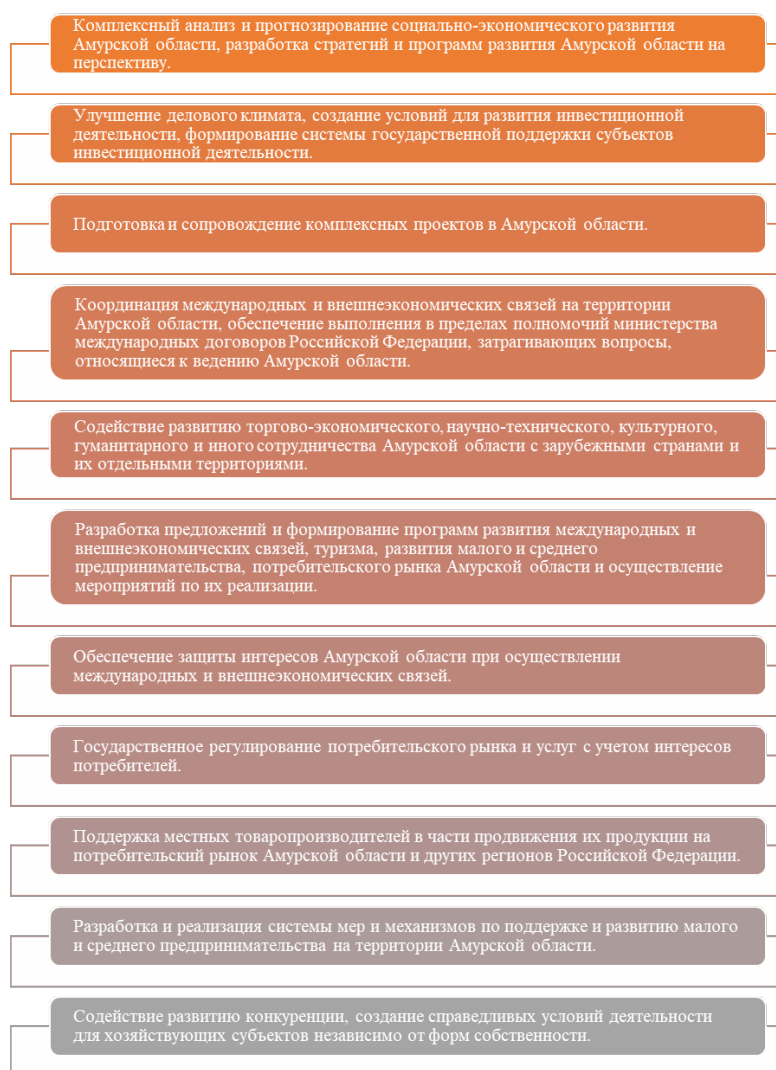 Комплексный анализ и прогнозирование социально-экономического развития
Амурской области, разработка стратегий и программ развития Амурской области на
перспективу.
Улучшение делового климата, создание условий для развития инвестиционной
деятельности, формирование системы государственной поддержки субъектов
инвестиционной деятельности.
Подготовка и сопровождение комплексных проектов в Амурской области.
Координация международных и внешнеэкономических связей на территории
Амурской области, обеспечение выполнения в пределах полномочий министерства
международных договоров Российской Федерации, затрагивающих вопросы,
относящиеся к ведению Амурской области.
Содействие развитию торгово-экономического, научно-технического, культурного,
гуманитарного и иного сотрудничества Амурской области с зарубежными странами и
их отдельными территориями.
Разработка предложений и формирование программ развития международных и
внешнеэкономических связей, туризма, развития малого и среднего
предпринимательства, потребительского рынка Амурской области и осуществление
мероприятий по их реализации.
Обеспечение защиты интересов Амурской области при осуществлении
международных и внешнеэкономических связей.
Государственное регулирование потребительского рынка и услуг с учетом интересов
потребителей.
Поддержка местных товаропроизводителей в части продвижения их продукции на
потребительский рынок Амурской области и других регионов Российской Федерации.
Разработка и реализация системы мер и механизмов по поддержке и развитию малого
и среднего предпринимательства на территории Амурской области.
Содействие развитию конкуренции, создание справедливых условий деятельности
для хозяйствующих субъектов независимо от форм собственности.